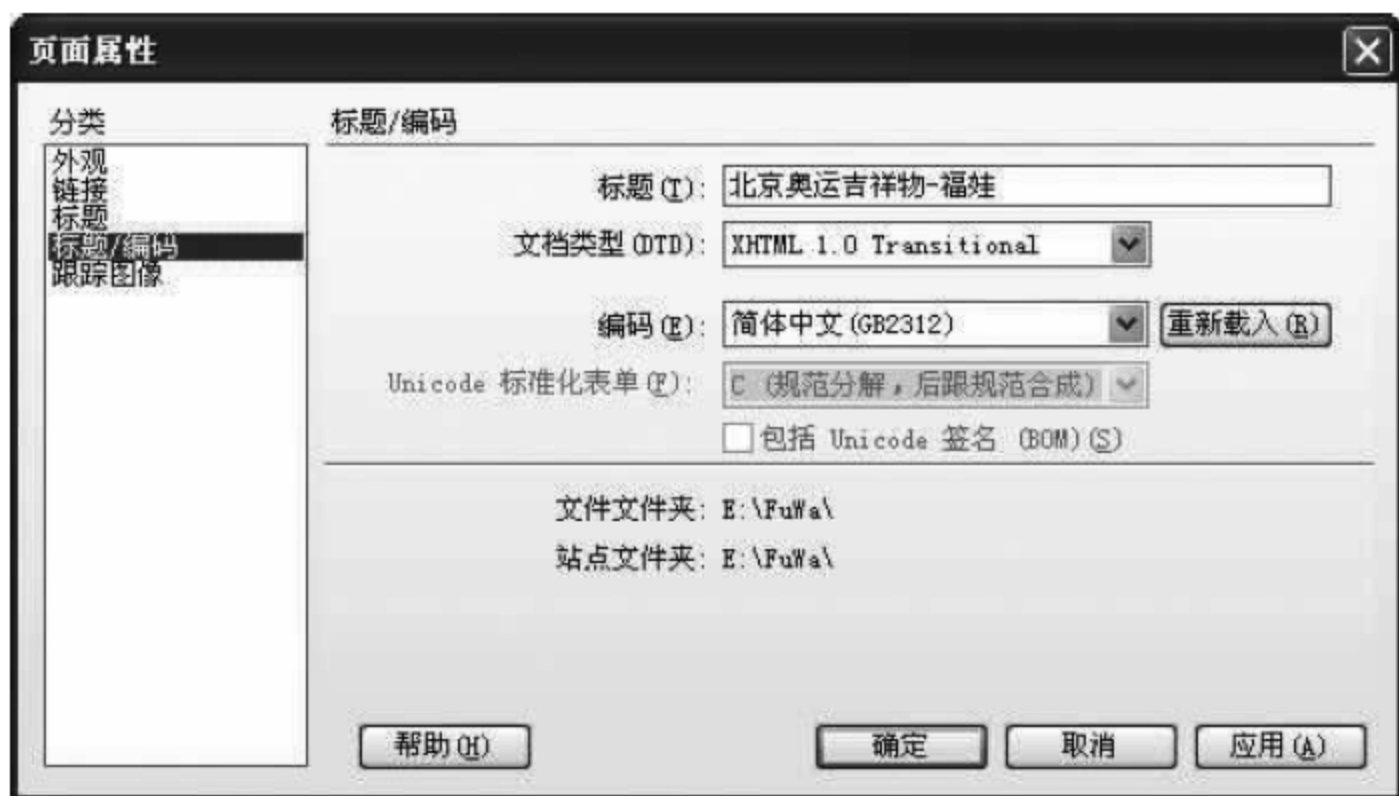 页面属性
分类
外观
链接
标题
标题/编码
跟踪图像
标题/编码
标题(T): 北京奥运吉祥物-福娃
文档类型(DTD): XHTML 1.0 Transitional
编码(E): 简体中文(GB2312) 重新载入(R)
Unicode 标准化表单(F): C (规范分解，后跟规范合成)
包括 Unicode 签名 (BOM)(S)
文件文件夹: E:\FuWa\
站点文件夹: E:\FuWa\
帮助(H) 确定 取消 应用(A)